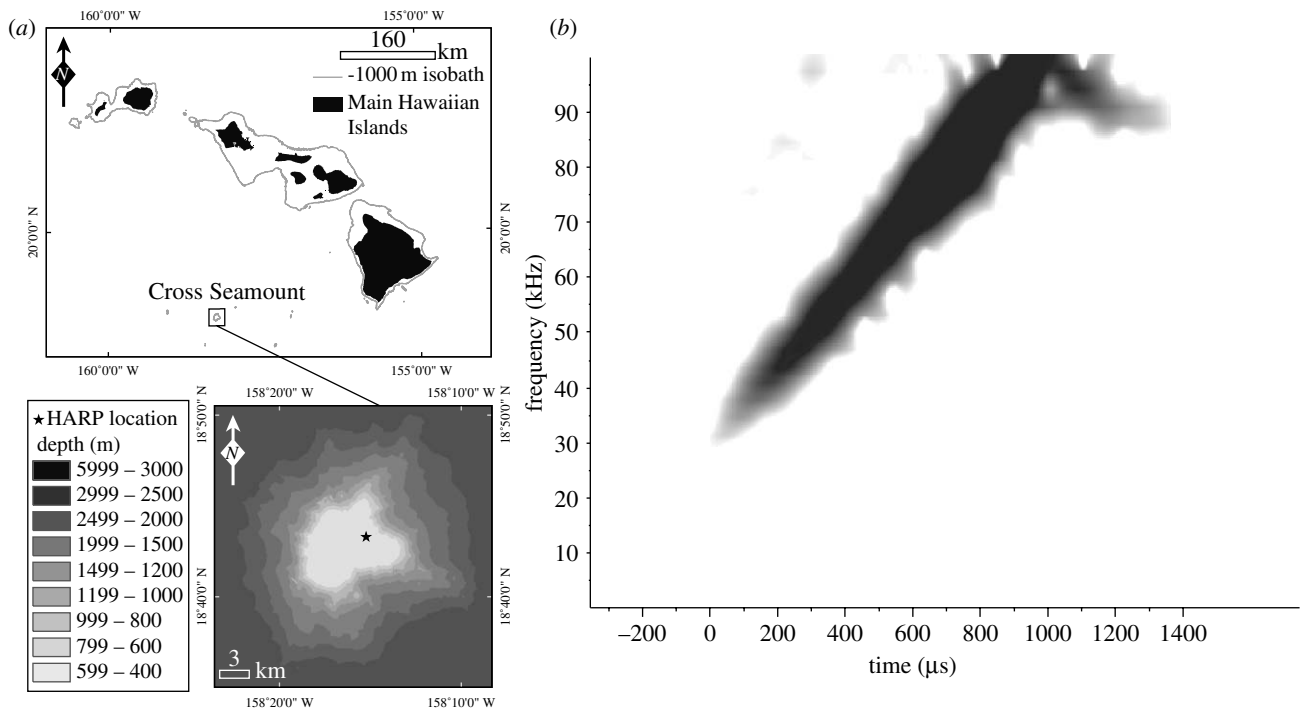 (a)
160˚0'0" W
155˚0'0" W
N
160
km
-1000 m isobath
Main Hawaiian
Islands
20˚0'0" N
20˚0'0" N
Cross Seamount
160˚0'0" W
155˚0'0" W
★HARP location
depth (m)
5999 – 3000
2999 – 2500
2499 – 2000
1999 – 1500
1499 – 1200
1199 – 1000
999 – 800
799 – 600
599 – 400
158˚20'0" W
158˚10'0" W
18˚50'0" N
18˚50'0" N
N
18˚40'0" N
18˚40'0" N
3
km
158˚20'0" W
158˚10'0" W
(b)
frequency (kHz)
90
80
70
60
50
40
30
20
10
–200
0
200
400
600
800
1000
1200
1400
time (µs)